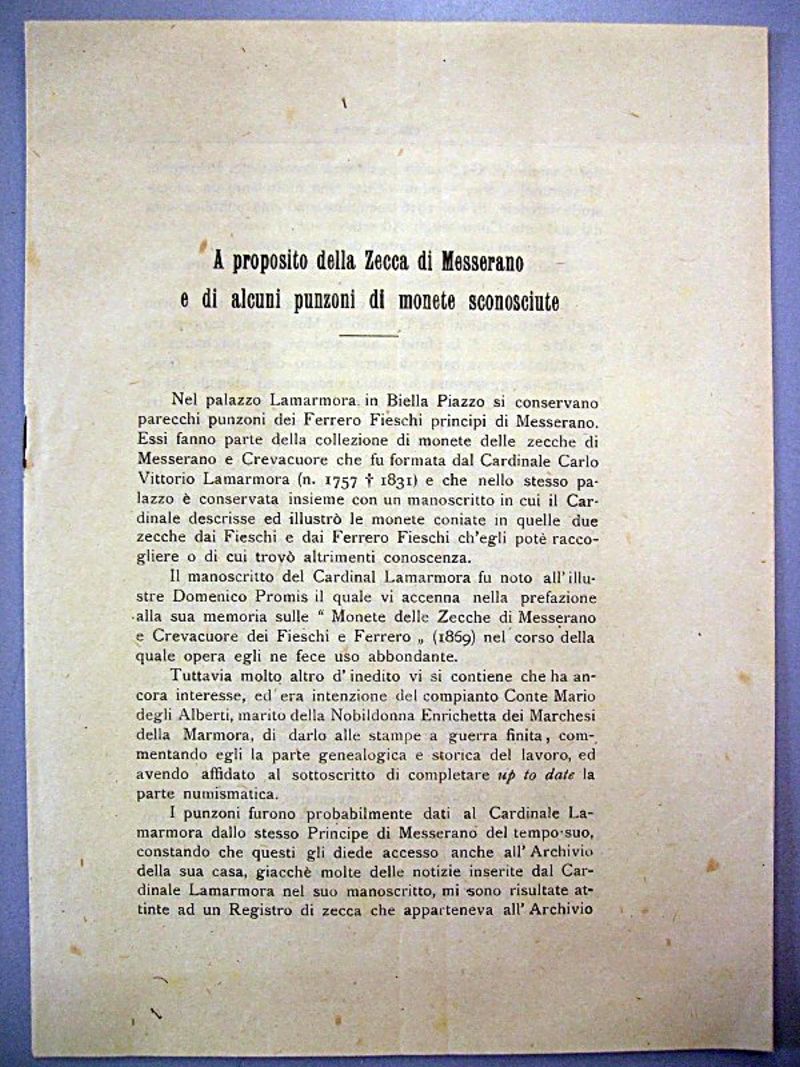 A proposito della Zecca di Messerano
e di alcuni punzoni di monete sconosciute
Nel palazzo Lamarmora in Biella Piazzo si conservano
parecchi punzoni dei Ferrero Fieschi principi di Messerano.
Essi fanno parte della collezione di monete delle zecche di
Messerano e Crevacuore che fu formata dal Cardinale Carlo
Vittorio Lamarmora (n. 1757 † 1831) e che nello stesso pa-
lazzo è conservata insieme con un manoscritto in cui il Car-
dinale descrisse ed illustrò le monete coniate in quelle due
zecche dai Fieschi e dai Ferrero Fieschi ch'egli potè racco-
gliere o di cui trovò altrimenti conoscenza.
Il manoscritto del Cardinal Lamarmora fu noto all'illu-
stre Domenico Promis il quale vi accenna nella prefazione
alla sua memoria sulle “ Monete delle Zecche di Messerano
e Crevacuore dei Fieschi e Ferrero „ (1869) nel corso della
quale opera egli ne fece uso abbondante.
Tuttavia molto altro d'inedito vi si contiene che ha an-
cora interesse, ed era intenzione del compianto Conte Mario
degli Alberti, marito della Nobildonna Enrichetta dei Marchesi
della Marmora, di darlo alle stampe a guerra finita, com-
mentando egli la parte genealogica e storica del lavoro, ed
avendo affidato al sottoscritto di completare up to date la
parte numismatica.
I punzoni furono probabilmente dati al Cardinale La-
marmora dallo stesso Principe di Messerano del tempo suo,
constando che questi gli diede accesso anche all'Archivio
della sua casa, giacchè molte delle notizie inserite dal Car-
dinale Lamarmora nel suo manoscritto, mi sono risultate at-
tinte ad un Registro di zecca che apparteneva all'Archivio